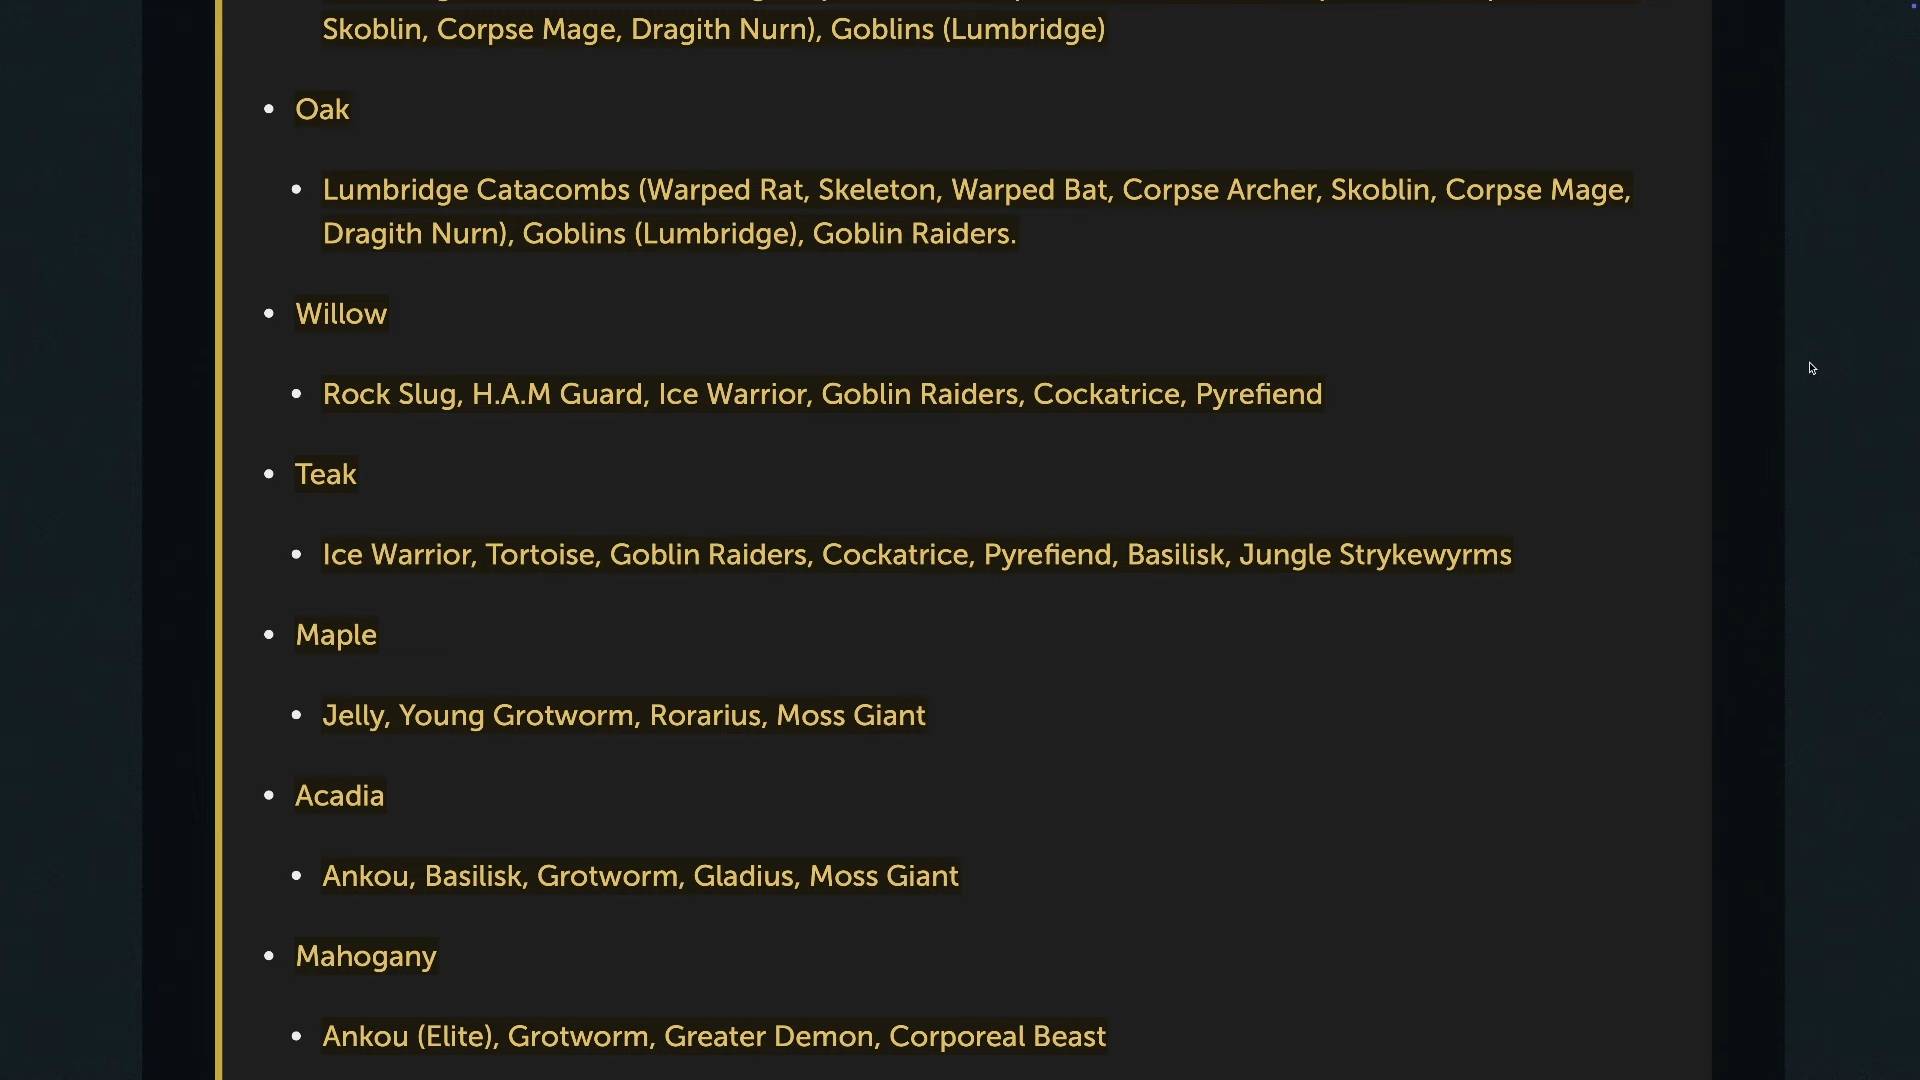 Skoblin, Corpse Mage, Dragith Nurn), Goblins (Lumbridge)
Oak
Lumbridge Catacombs (Warped Rat, Skeleton, Warped Bat, Corpse Archer, Skoblin, Corpse Mage,
Dragith Nurn), Goblins (Lumbridge), Goblin Raiders.
Willow
Rock Slug, H.A.M Guard, Ice Warrior, Goblin Raiders, Cockatrice, Pyrefiend
Teak
Ice Warrior, Tortoise, Goblin Raiders, Cockatrice, Pyrefiend, Basilisk, Jungle Strykewyrms
Maple
Jelly, Young Grotworm, Rorarius, Moss Giant
Acadia
Ankou, Basilisk, Grotworm, Gladius, Moss Giant
Mahogany
Ankou (Elite), Grotworm, Greater Demon, Corporeal Beast